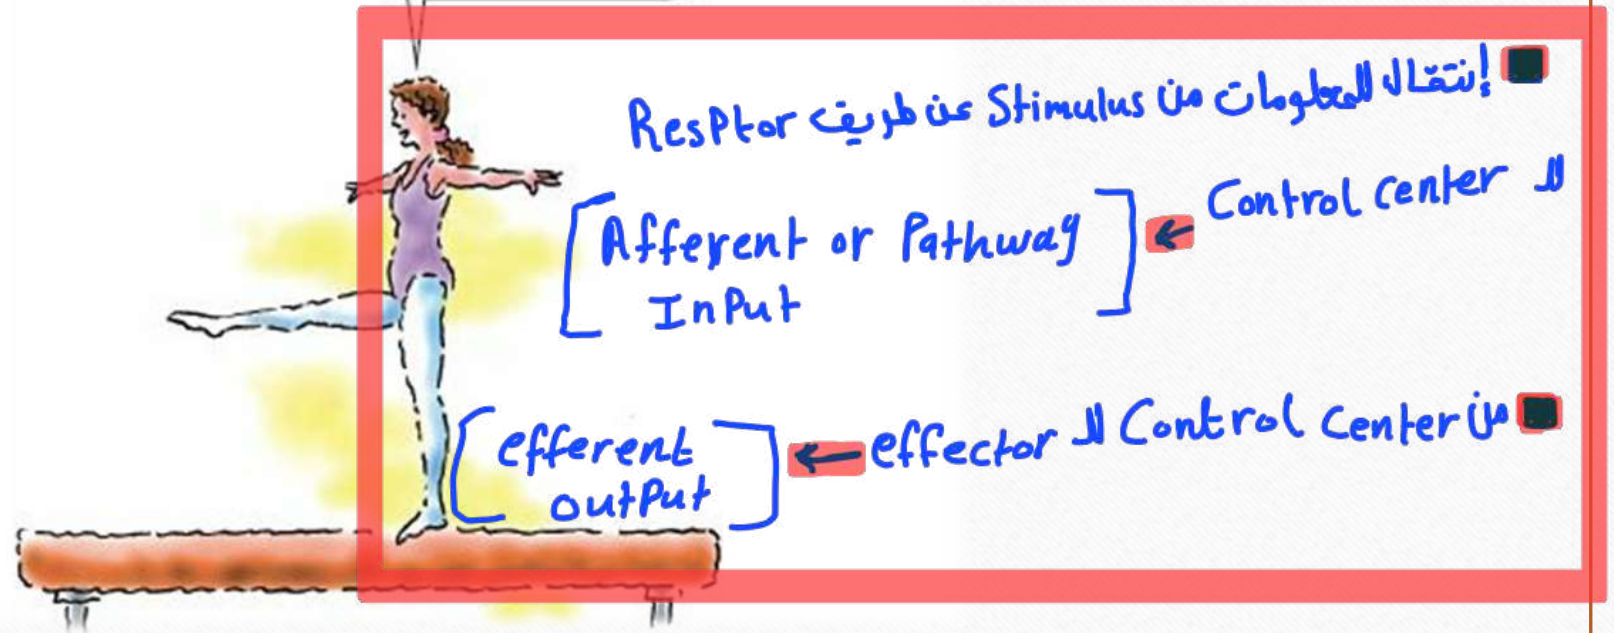 إنتقال المعلومات من Stimulus عن طريق Resptor
لل Control center ← [Afferent or Pathway
Input]
من Control center لل effector ← [efferent
output]